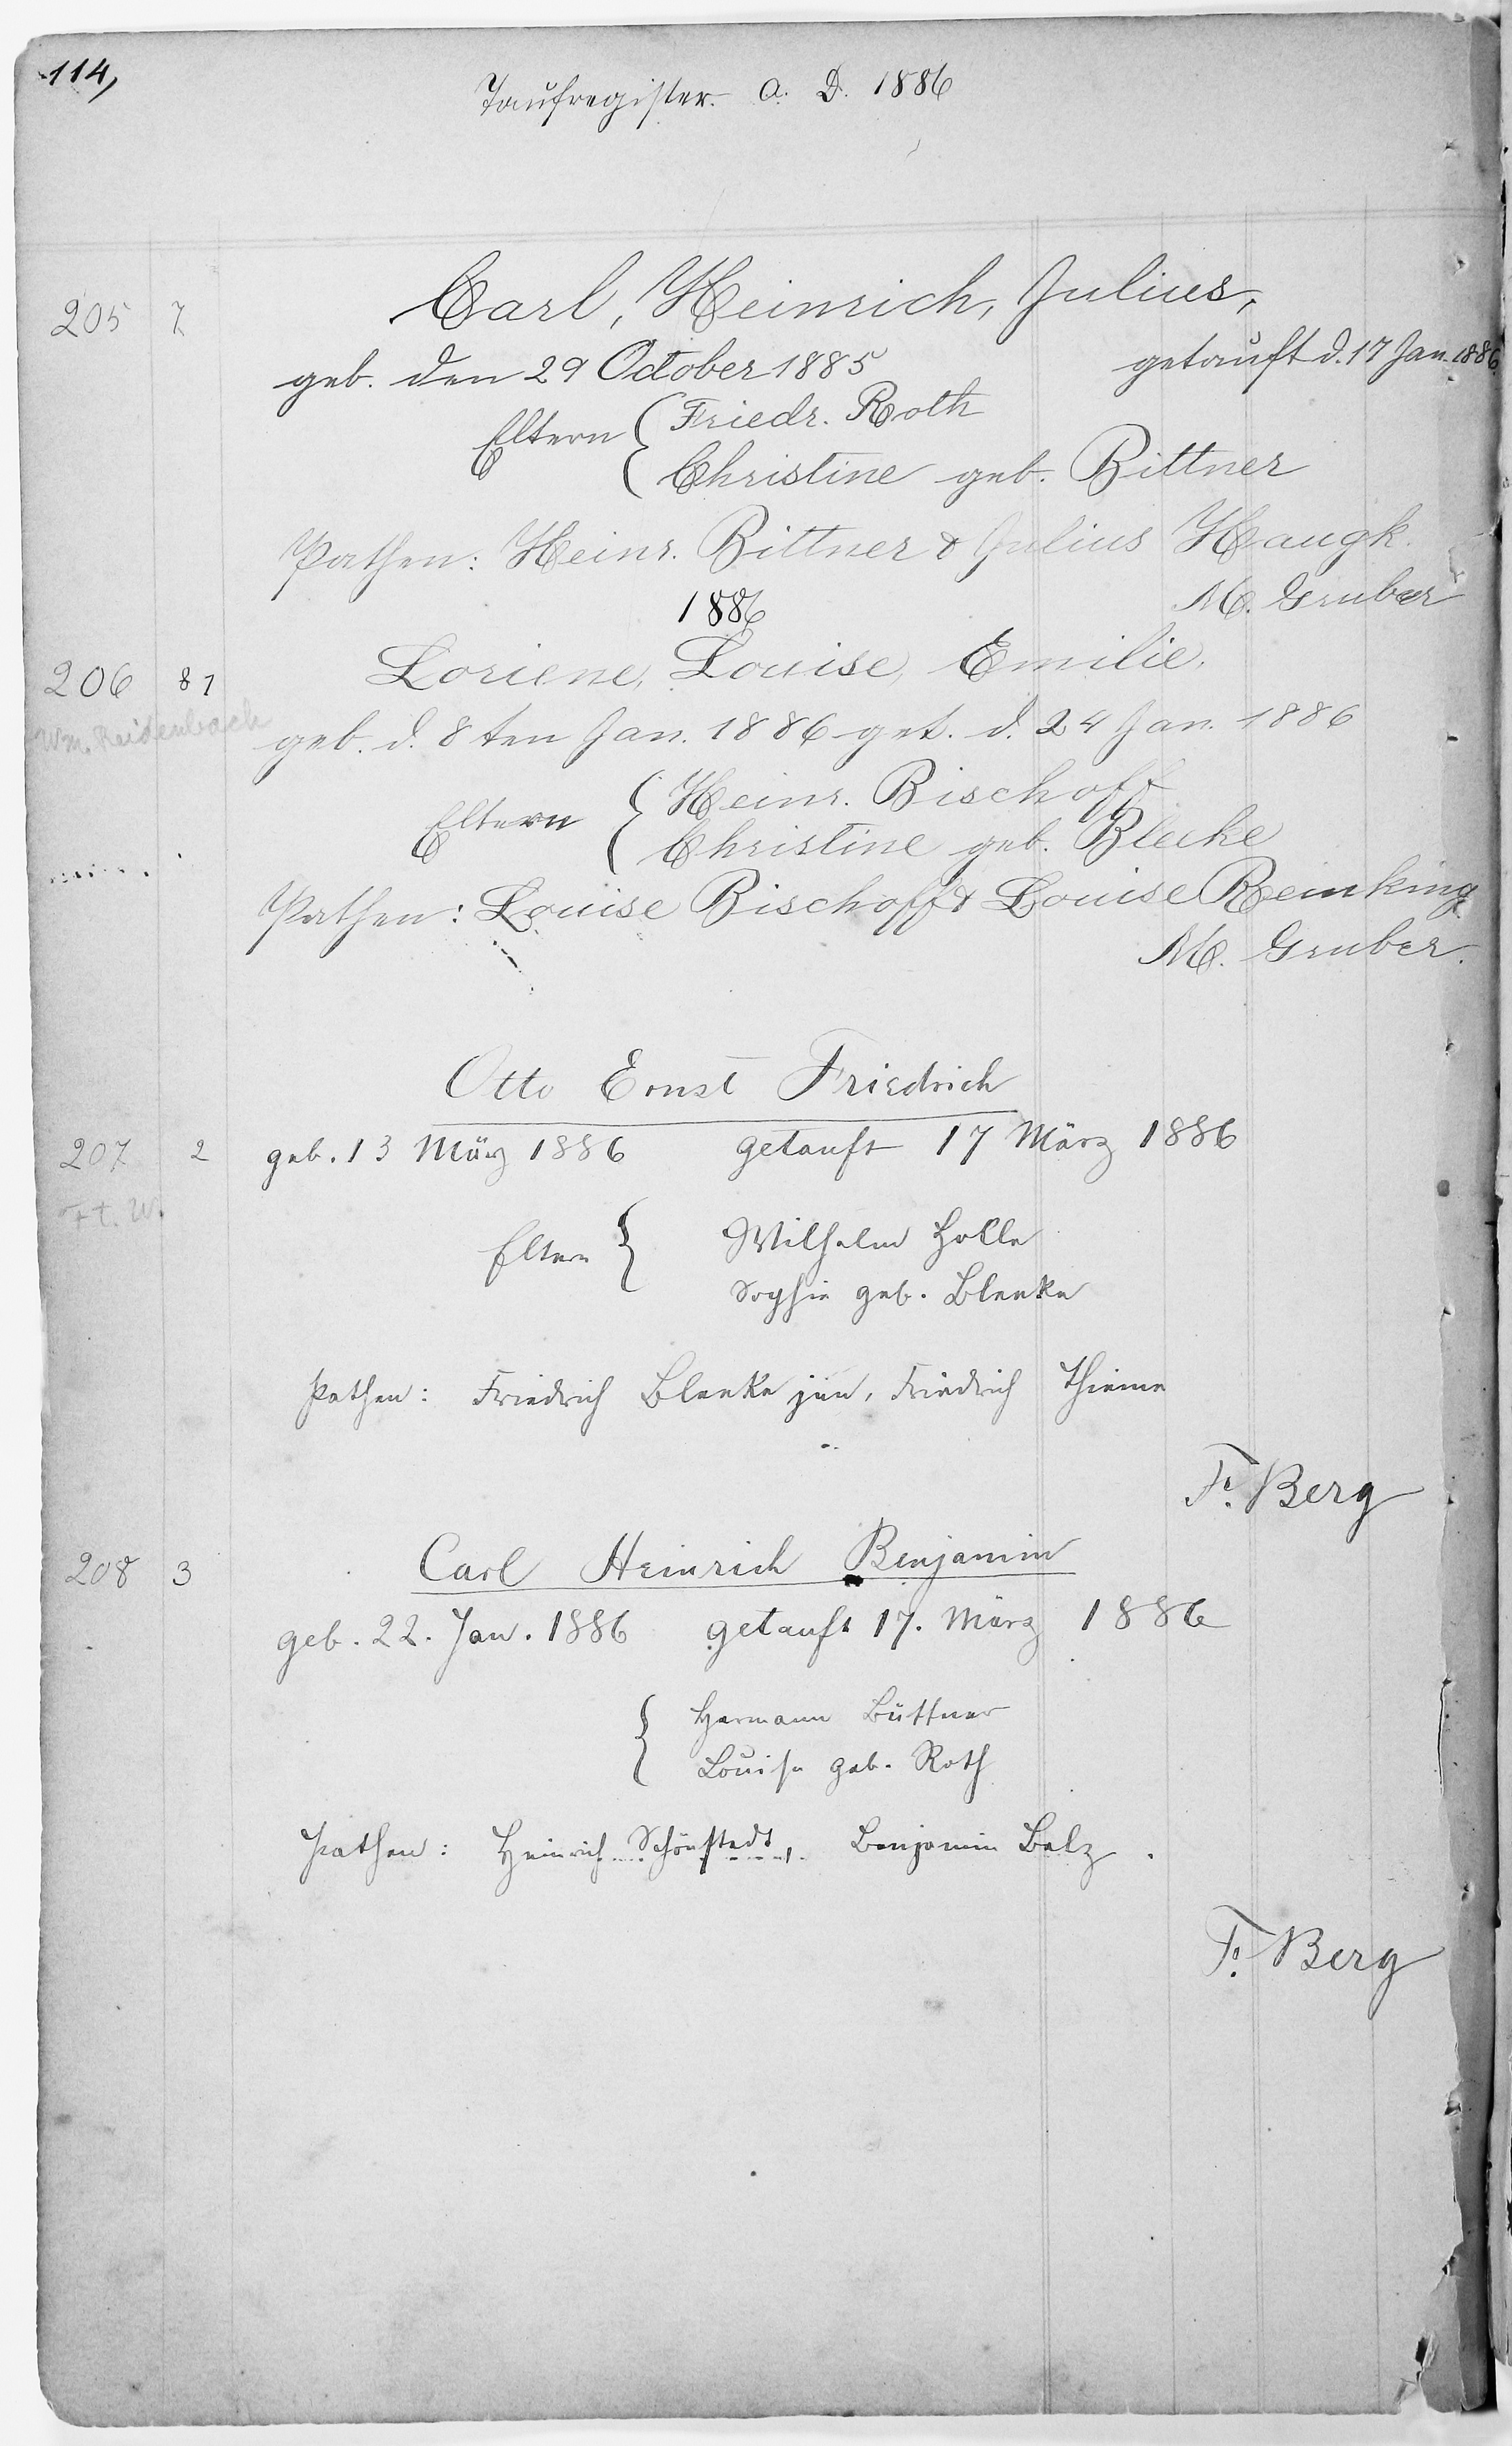 114,
Taufregister. A. D. 1886
205 7 Carl, Heinrich, Julius,
geb. den 29 October 1885 getauft d. 17 Jan. 1886.
Eltern { Friedr. Roth
Christine geb. Bittner
Pathen: Heinr. Bittner & Julius Haugk.
M. Gruber
1886
206 81 Loriene, Louise, Emilie.
Wm. Reidenbach
geb. d. 8ten Jan. 1886 get. d. 24 Jan. 1886
Eltern { Heinr. Bischoff
Christine geb. Bleeke
Pathen: Louise Bischoff & Louise Reinking
M. Gruber.
Otto Ernst Friedrich
207 2 geb. 13 März 1886 getauft 17 März 1886
Ft. W.
Eltern { Wilhelm Holle
Sophie geb. Bleeke
Pathen: Friedrich Bleeke jun, Friedrich Thieme
F. Berg
208 3 Carl Heinrich Benjamin
geb. 22. Jan. 1886 getauft 17. März 1886
{ Hermann Büttner
Louise geb. Roth
Pathen: Heinrich Schönstedt, Benjamin Balz.
F. Berg